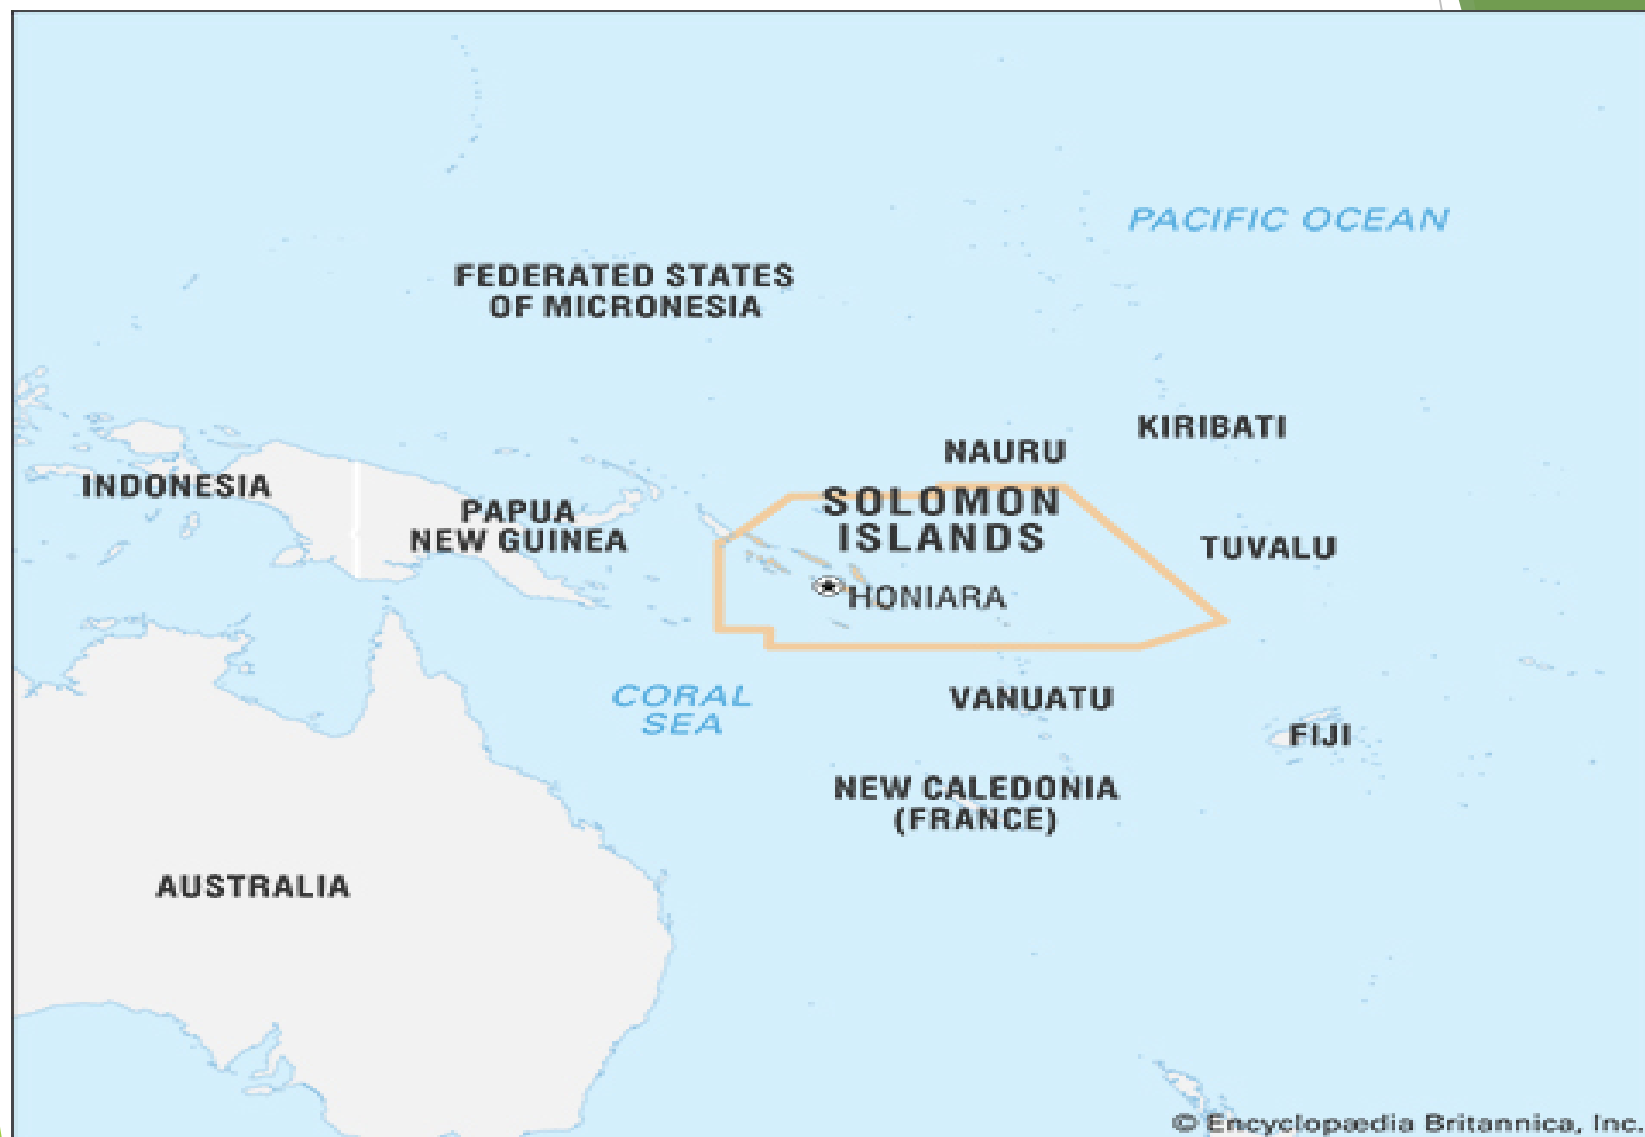 PACIFIC OCEAN
FEDERATED STATES
OF MICRONESIA
KIRIBATI
NAURU
INDONESIA
SOLOMON
ISLANDS
PAPUA
NEW GUINEA
TUVALU
HONIARA
CORAL
SEA
VANUATU
FIJI
NEW CALEDONIA
(FRANCE)
AUSTRALIA
© Encyclopædia Britannica, Inc.